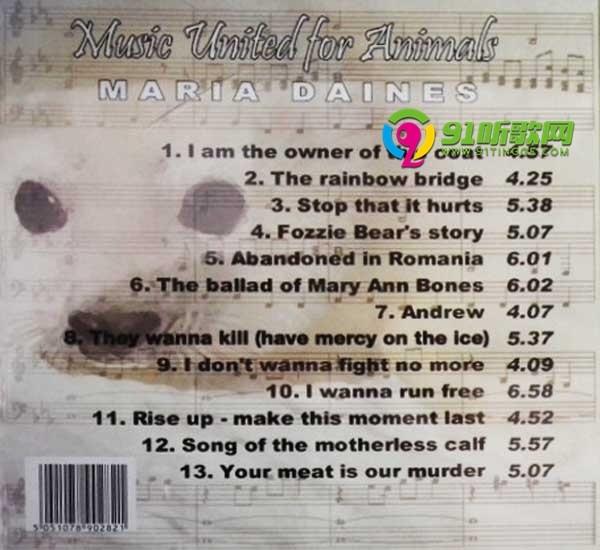 Music United for Animals
MARIA DAINES
91听歌网
1. I am the owner of coat
2. The rainbow bridge 4.25
3. Stop that it hurts 5.38
4. Fozzie Bear's story 5.07
5. Abandoned in Romania 6.01
6. The ballad of Mary Ann Bones 6.02
7. Andrew 4.07
8. They wanna kill (have mercy on the ice) 5.37
9. I don't wanna fight no more 4.09
10. I wanna run free 6.58
11. Rise up - make this moment last 4.52
12. Song of the motherless calf 5.57
13. Your meat is our murder 5.07
5 051078 902821